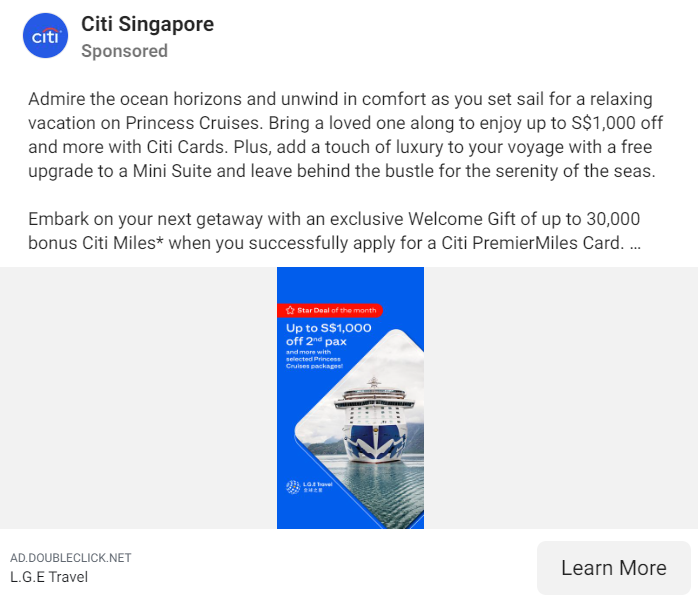 citi
Citi Singapore
Sponsored
Admire the ocean horizons and unwind in comfort as you set sail for a relaxing
vacation on Princess Cruises. Bring a loved one along to enjoy up to S$1,000 off
and more with Citi Cards. Plus, add a touch of luxury to your voyage with a free
upgrade to a Mini Suite and leave behind the bustle for the serenity of the seas.
Embark on your next getaway with an exclusive Welcome Gift of up to 30,000
bonus Citi Miles* when you successfully apply for a Citi PremierMiles Card. ...
Star Deal of the month
Up to S$1,000
off 2nd pax
and more with
selected Princess
Cruises packages!
L.G.E Travel
AD.DOUBLECLICK.NET
L.G.E Travel
Learn More